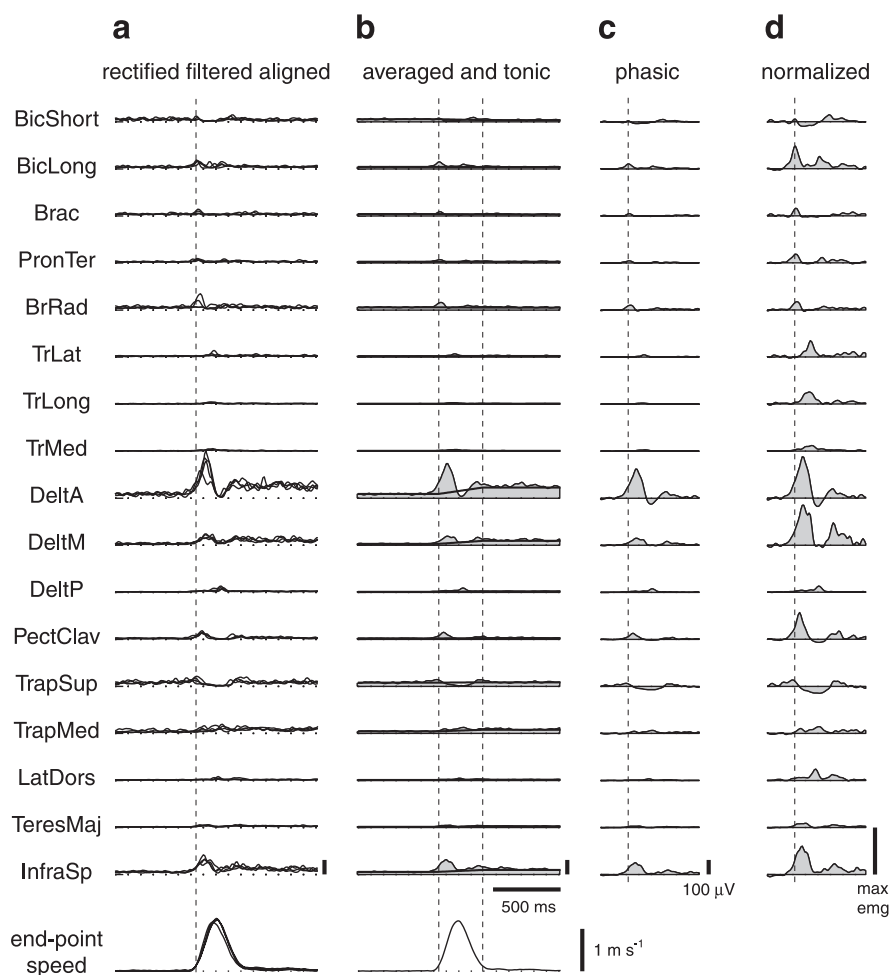 a b c d
rectified filtered aligned averaged and tonic phasic normalized
BicShort
BicLong
Brac
PronTer
BrRad
TrLat
TrLong
TrMed
DeltA
DeltM
DeltP
PectClav
TrapSup
TrapMed
LatDors
TeresMaj
InfraSp
500 ms
100 μV
max
emg
end-point
speed
1 m s⁻¹